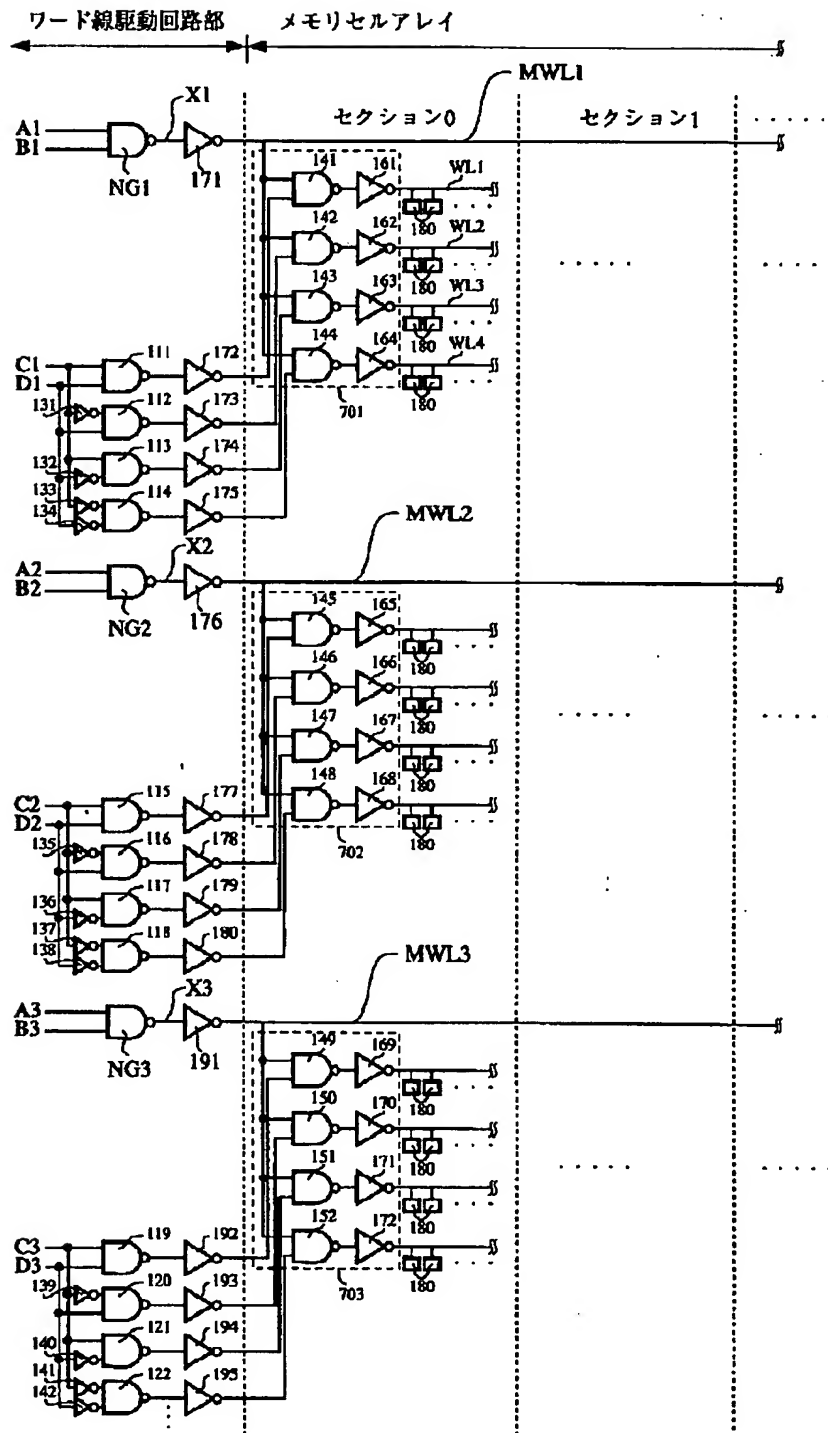 ワード線駆動回路部 メモリセルアレイ
MWL1
X1
セクション0 セクション1
A1
B1
NG1
171
141 161 WL1
180
142 162 WL2
180
143 163 WL3
180
144 164 WL4
180
701
C1
D1
111 172
131 112 173
132 113 174
133 114 175
134
MWL2
X2
A2
B2
NG2
176
145 165
180
146 166
180
147 167
180
148 168
180
702
C2
D2
115 177
135 116 178
136 117 179
137 118 180
138
MWL3
X3
A3
B3
NG3
191
149 169
180
150 170
180
151 171
180
152 172
180
703
C3
D3
119 192
139 120 193
140 121 194
141 122 195
142